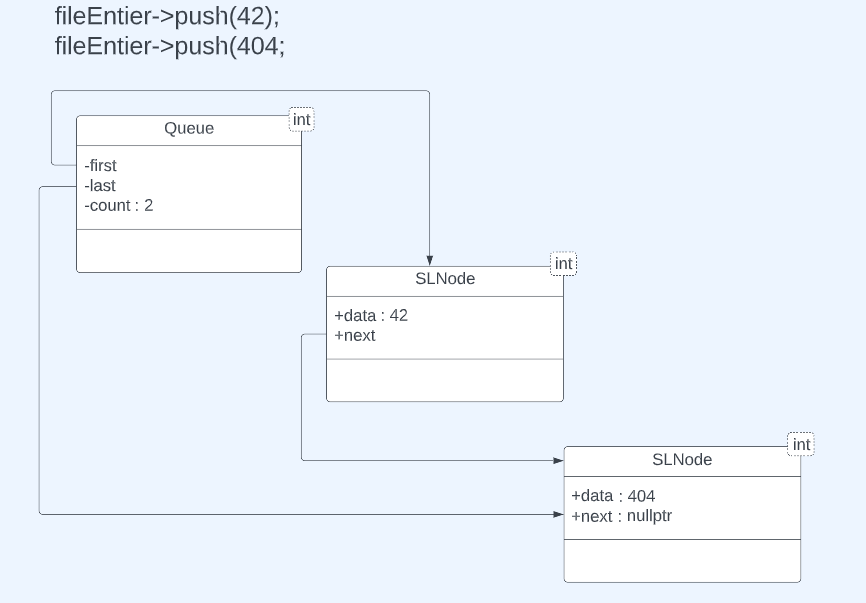 fileEntier->push(42);
fileEntier->push(404;
int
Queue
-first
-last
-count : 2
int
SLNode
+data : 42
+next
int
SLNode
+data : 404
+next : nullptr